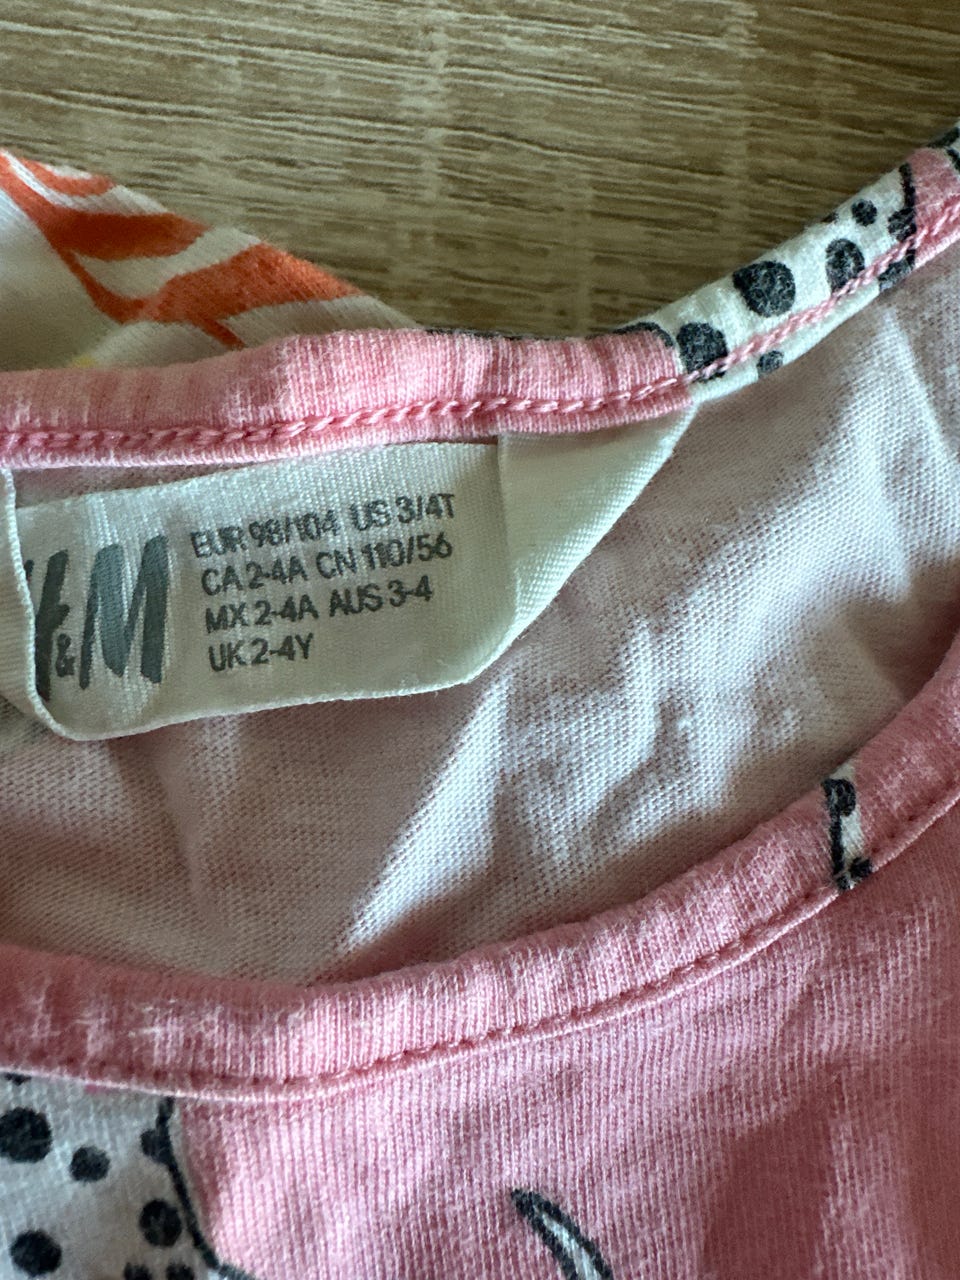 H&M
EUR 98/104 US 3/4T
CA 2-4A CN 110/56
MX 2-4A AUS 3-4
UK 2-4Y